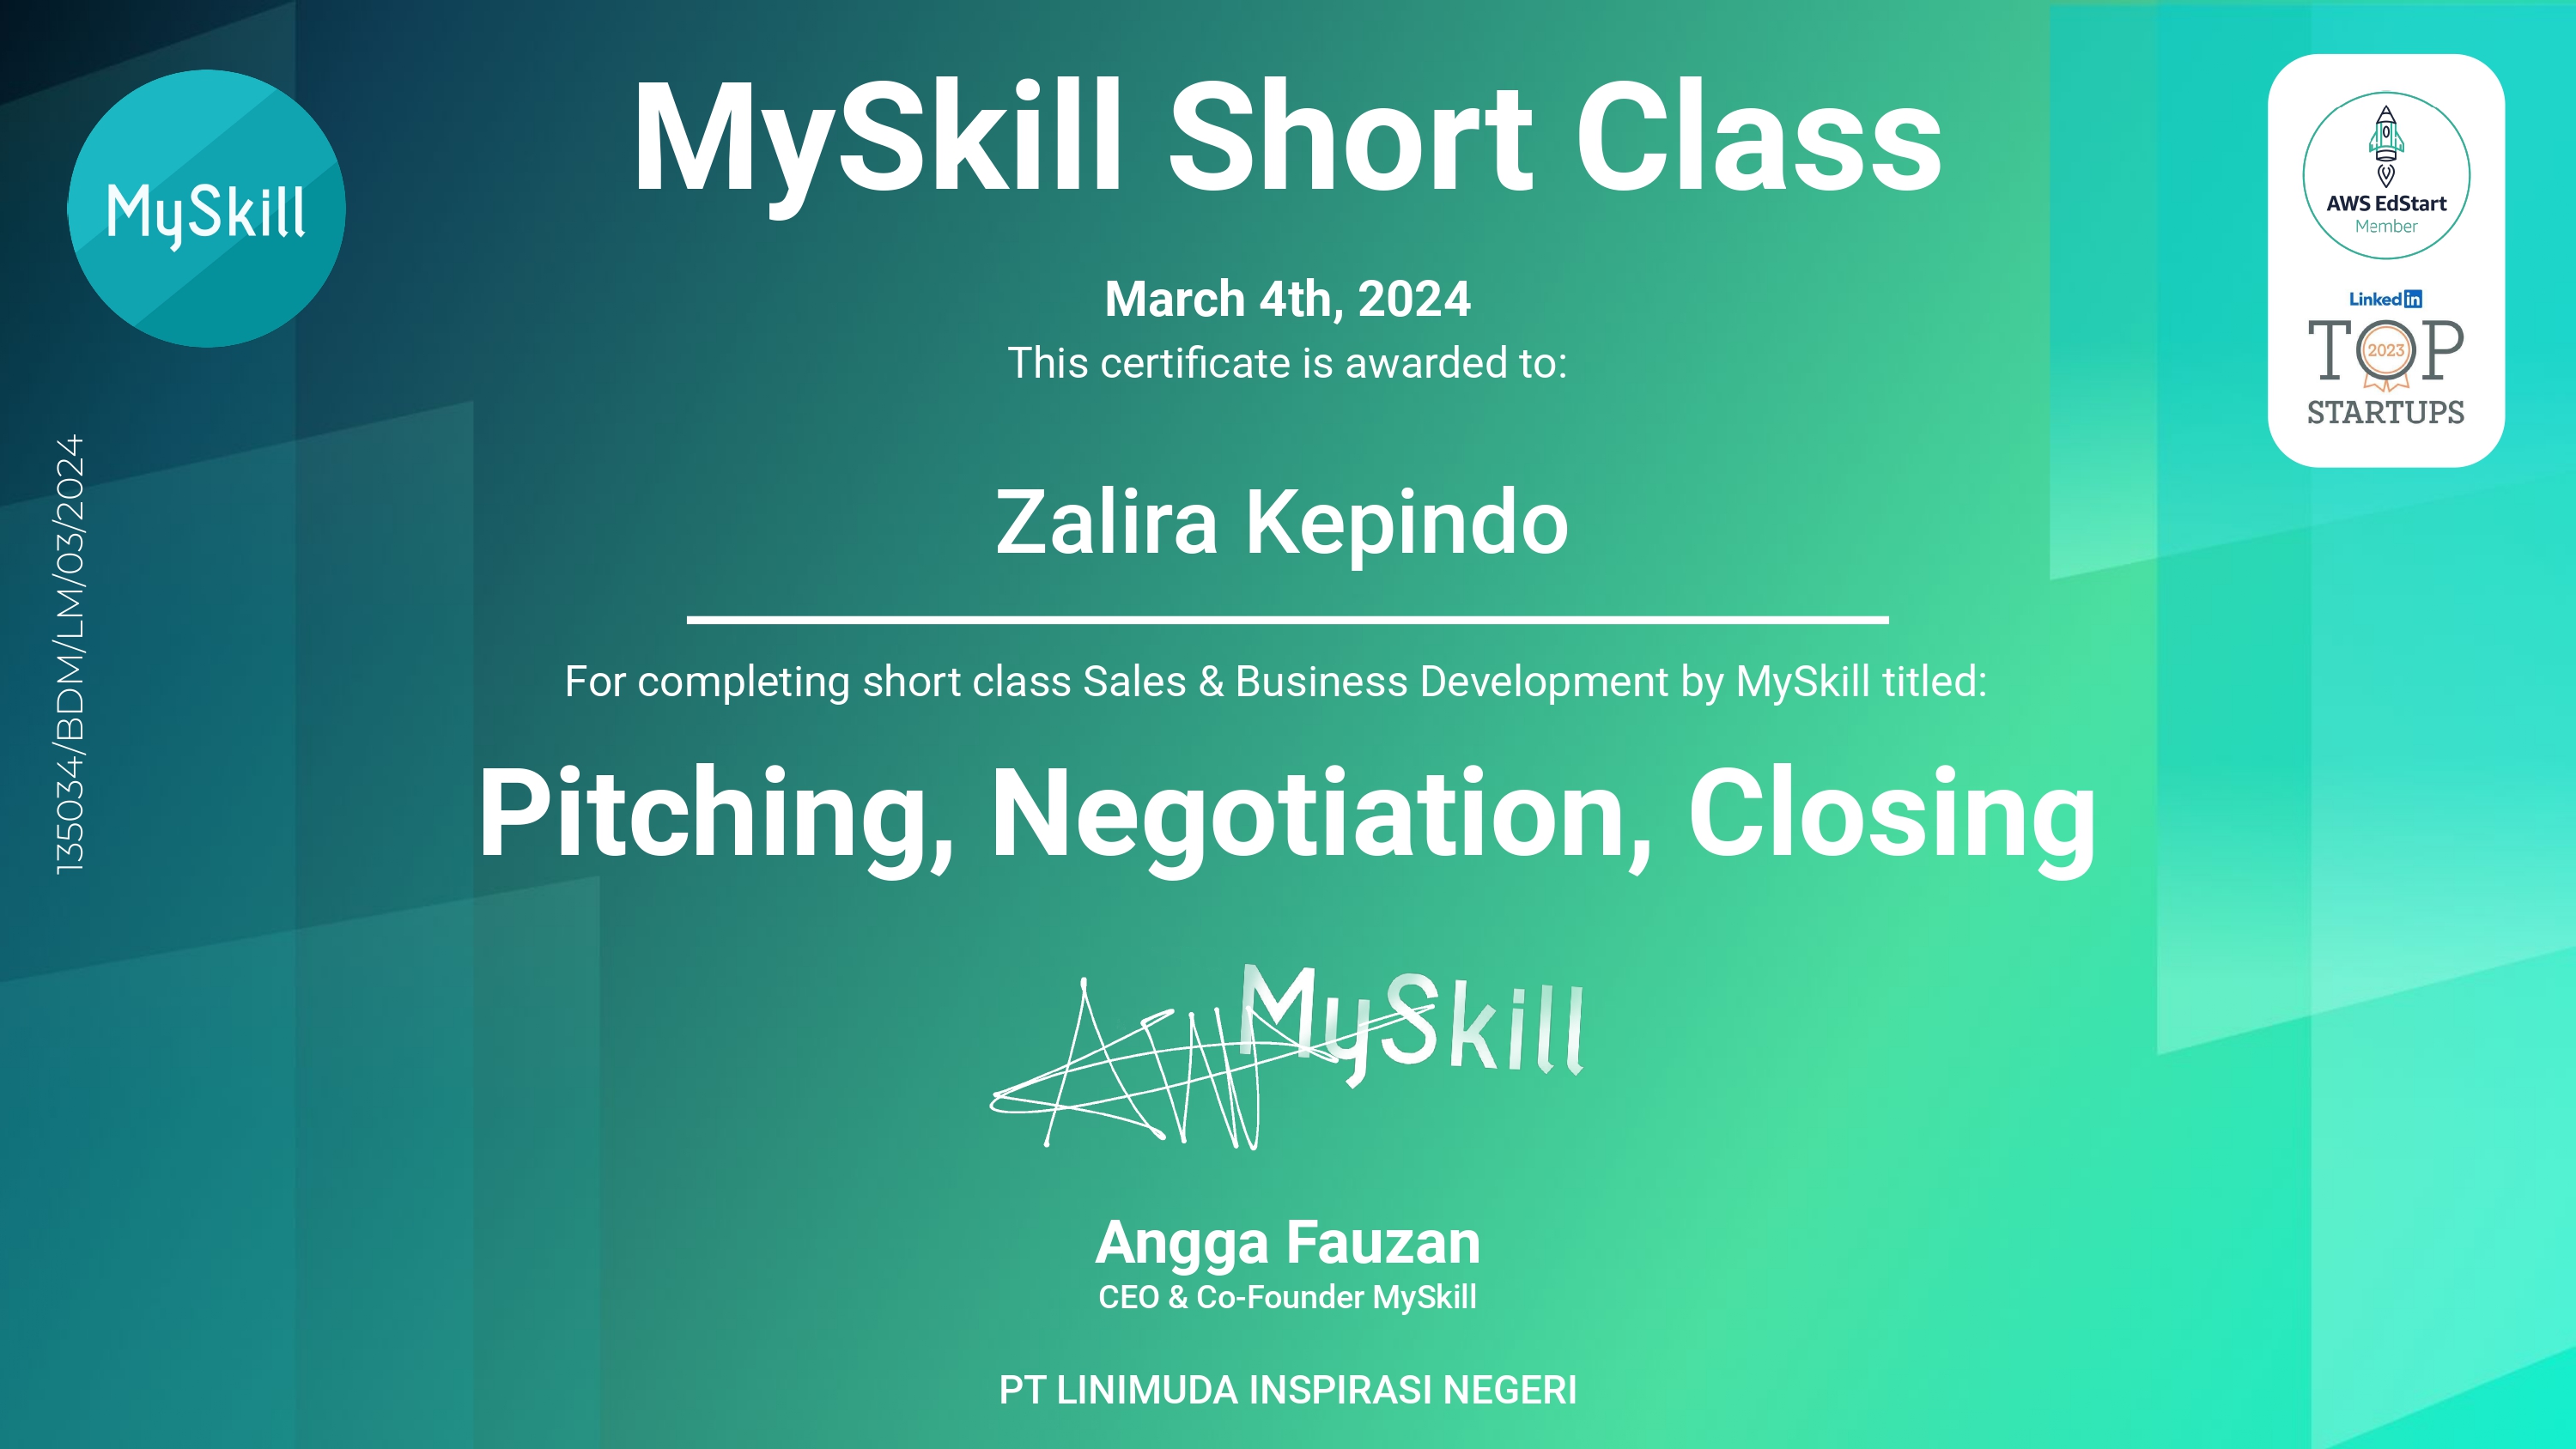 MySkill
MySkill Short Class
AWS EdStart
Member
Linked in
TOP
2023
STARTUPS
March 4th, 2024
This certificate is awarded to:
135034/BDM/LM/03/2024
Zalira Kepindo
For completing short class Sales & Business Development by MySkill titled:
Pitching, Negotiation, Closing
MySkill
Angga Fauzan
CEO & Co-Founder MySkill
PT LINIMUDA INSPIRASI NEGERI